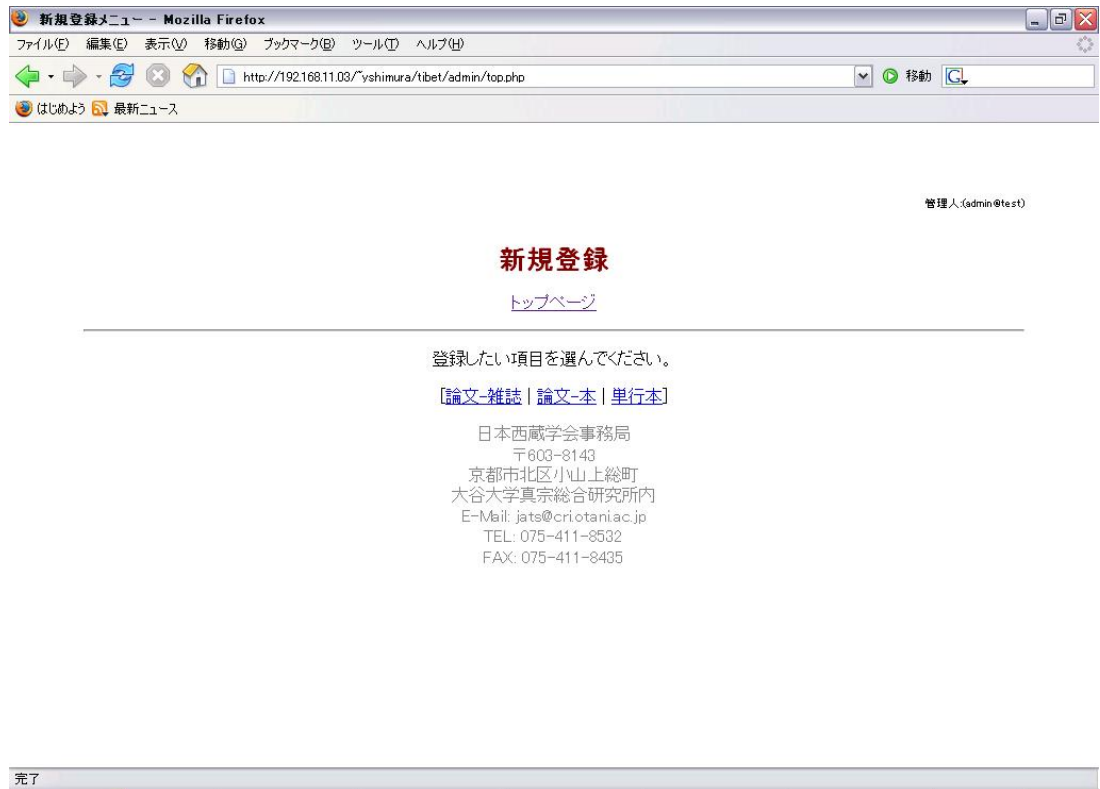 新規登録メニュー - Mozilla Firefox
ファイル(F) 編集(E) 表示(V) 移動(G) ブックマーク(B) ツール(T) ヘルプ(H)
http://192.168.11.03/~yshimura/tibet/admin/top.php 移動
はじめよう 最新ニュース
管理人:(admin@test)
新規登録
トップページ
登録したい項目を選んでください。
[論文-雑誌 | 論文-本 | 単行本]
日本西蔵学会事務局
〒603-8143
京都市北区小山上総町
大谷大学真宗総合研究所内
E-Mail: jats@cri.otani.ac.jp
TEL: 075-411-8532
FAX: 075-411-8435
完了